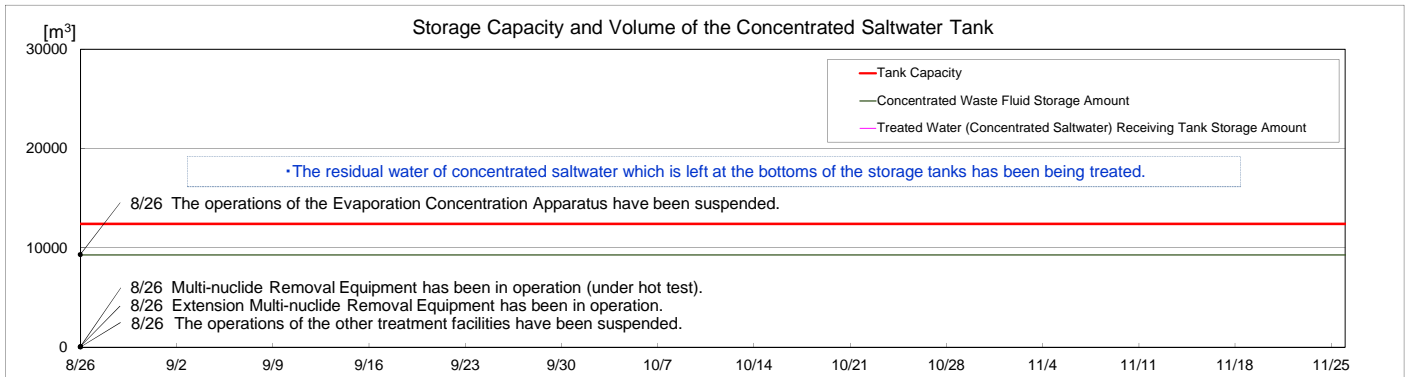 Storage Capacity and Volume of the Concentrated Saltwater Tank
[m³]
30000
Tank Capacity
Concentrated Waste Fluid Storage Amount
Treated Water (Concentrated Saltwater) Receiving Tank Storage Amount
20000
・The residual water of concentrated saltwater which is left at the bottoms of the storage tanks has been being treated.
8/26 The operations of the Evaporation Concentration Apparatus have been suspended.
10000
8/26 Multi-nuclide Removal Equipment has been in operation (under hot test).
8/26 Extension Multi-nuclide Removal Equipment has been in operation.
8/26 The operations of the other treatment facilities have been suspended.
0
8/26 9/2 9/9 9/16 9/23 9/30 10/7 10/14 10/21 10/28 11/4 11/11 11/18 11/25